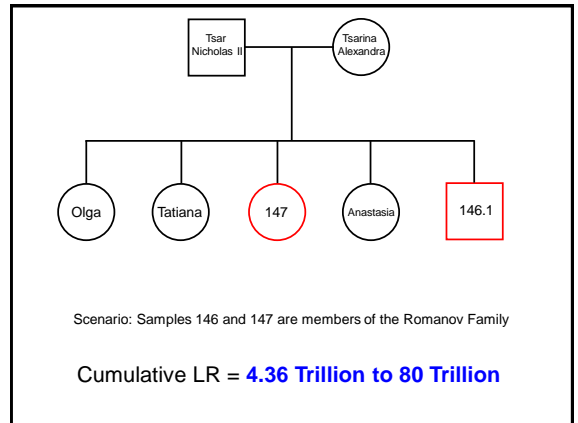 Tsar
Nicholas II
Tsarina
Alexandra
Olga
Tatiana
147
Anastasia
146.1
Scenario: Samples 146 and 147 are members of the Romanov Family
Cumulative LR = 4.36 Trillion to 80 Trillion